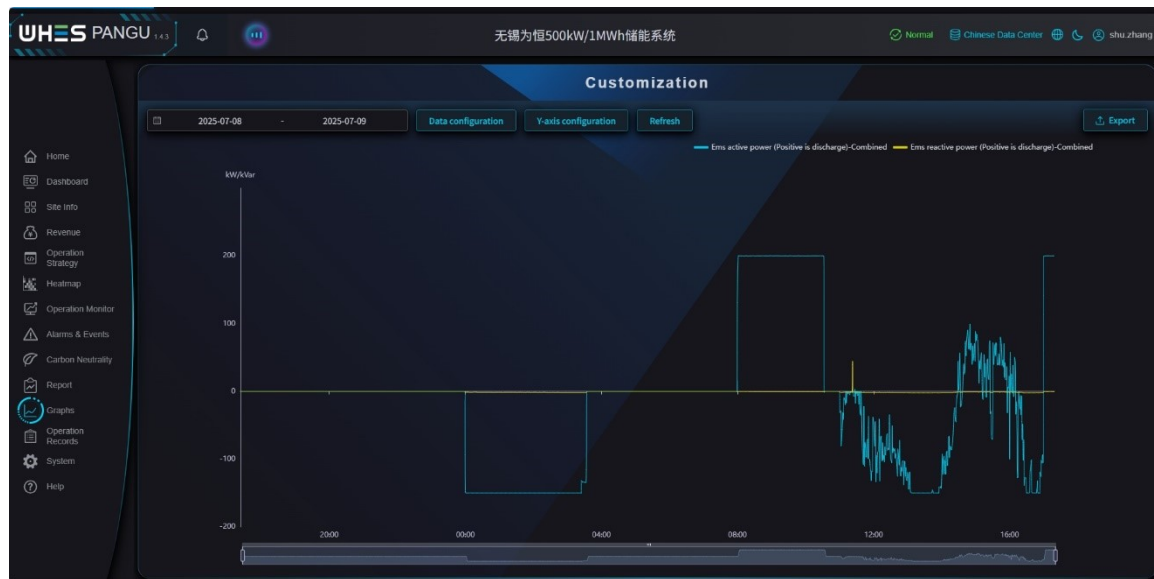 WHES PANGU 1.4.3
无锡为恒500kW/1MWh储能系统
Normal
Chinese Data Center
shu.zhang
Customization
2025-07-08 - 2025-07-09
Data configuration
Y-axis configuration
Refresh
Export
Ems active power (Positive is discharge)-Combined
Ems reactive power (Positive is discharge)-Combined
Home
Dashboard
Site Info
Revenue
Operation
Strategy
Heatmap
Operation Monitor
Alarms & Events
Carbon Neutrality
Report
Graphs
Operation
Records
System
Help
kW/kVar
200
100
0
-100
-200
20:00
00:00
04:00
08:00
12:00
16:00